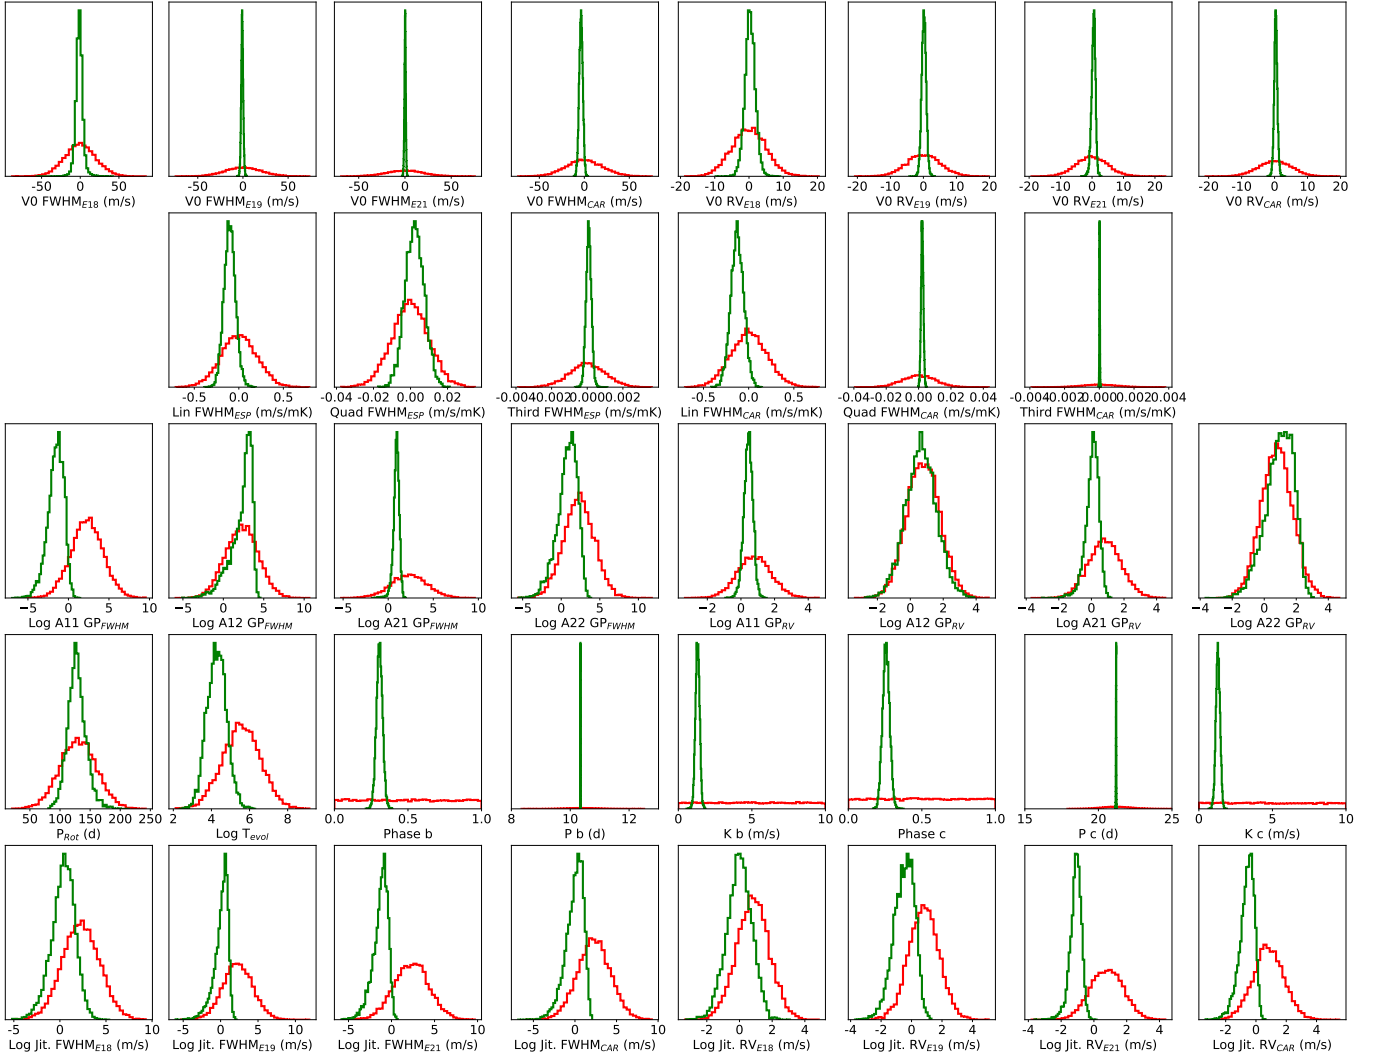 -50 0 50
-50 0 50
-50 0 50
-50 0 50
-20 -10 0 10 20
-20 -10 0 10 20
-20 -10 0 10 20
-20 -10 0 10 20
V0 FWHM_E18 (m/s)
V0 FWHM_E19 (m/s)
V0 FWHM_E21 (m/s)
V0 FWHM_CAR (m/s)
V0 RV_E18 (m/s)
V0 RV_E19 (m/s)
V0 RV_E21 (m/s)
V0 RV_CAR (m/s)
-0.5 0.0 0.5
-0.04 -0.02 0.00 0.02
-0.004 -0.002 0.000 0.002
-0.5 0.0 0.5
-0.04 -0.02 0.00 0.02 0.04
-0.004 -0.002 0.000 0.002 0.004
Lin FWHM_ESP (m/s/mK)
Quad FWHM_ESP (m/s/mK)
Third FWHM_ESP (m/s/mK)
Lin FWHM_CAR (m/s/mK)
Quad FWHM_CAR (m/s/mK)
Third FWHM_CAR (m/s/mK)
-5 0 5 10
-5 0 5 10
-5 0 5 10
-5 0 5 10
-2 0 2 4
-2 0 2 4
-4 -2 0 2 4
-4 -2 0 2 4
Log A11 GP_FWHM
Log A12 GP_FWHM
Log A21 GP_FWHM
Log A22 GP_FWHM
Log A11 GP_RV
Log A12 GP_RV
Log A21 GP_RV
Log A22 GP_RV
50 100 150 200 250
2 4 6 8
0.0 0.5 1.0
8 10 12
0 5 10
0.0 0.5 1.0
15 20 25
0 5 10
P_Rot (d)
Log T_evol
Phase b
P b (d)
K b (m/s)
Phase c
P c (d)
K c (m/s)
-5 0 5 10
-5 0 5 10
-5 0 5 10
-5 0 5 10
-2 0 2 4
-4 -2 0 2 4
-4 -2 0 2 4
-2 0 2 4
Log Jit. FWHM_E18 (m/s)
Log Jit. FWHM_E19 (m/s)
Log Jit. FWHM_E21 (m/s)
Log Jit. FWHM_CAR (m/s)
Log Jit. RV_E18 (m/s)
Log Jit. RV_E19 (m/s)
Log Jit. RV_E21 (m/s)
Log Jit. RV_CAR (m/s)